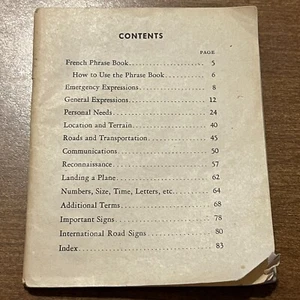 CONTENTS
PAGE
French Phrase Book 5
How to Use the Phrase Book 6
Emergency Expressions 8
General Expressions 12
Personal Needs 24
Location and Terrain 40
Roads and Transportation 45
Communications 50
Reconnaissance 57
Landing a Plane 62
Numbers, Size, Time, Letters, etc. 64
Additional Terms 68
Important Signs 78
International Road Signs 80
Index 83